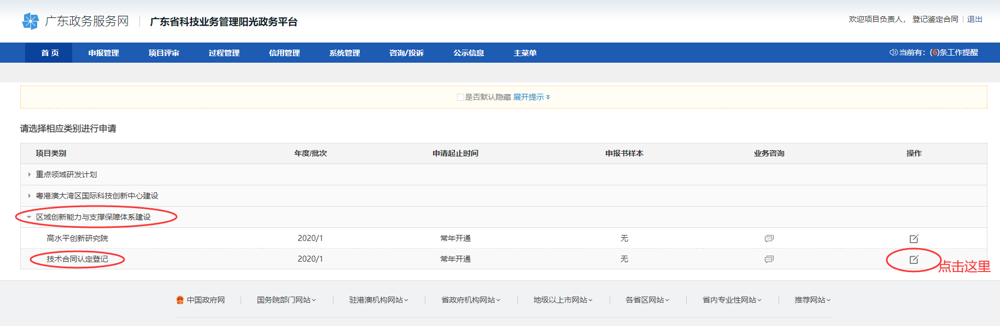 广东政务服务网 广东省科技业务管理阳光政务平台 欢迎项目负责人, 登记鉴定合同 退出
首 页 申报管理 项目评审 过程管理 信用管理 系统管理 咨询/投诉 公示信息 主菜单 当前有: (6)条工作提醒
是否默认隐藏 展开提示
请选择相应类别进行申请
项目类别 年度/批次 申请起止时间 申报书样本 业务咨询 操作
重点领域研发计划
粤港澳大湾区国际科技创新中心建设
区域创新能力与支撑保障体系建设
高水平创新研究院 2020/1 常年开通 无
技术合同认定登记 2020/1 常年开通 无
点击这里
中国政府网 国务院部门网站 驻港澳机构网站 省政府机构网站 地级以上市网站 各省区网站 省内专业性网站 推荐网站